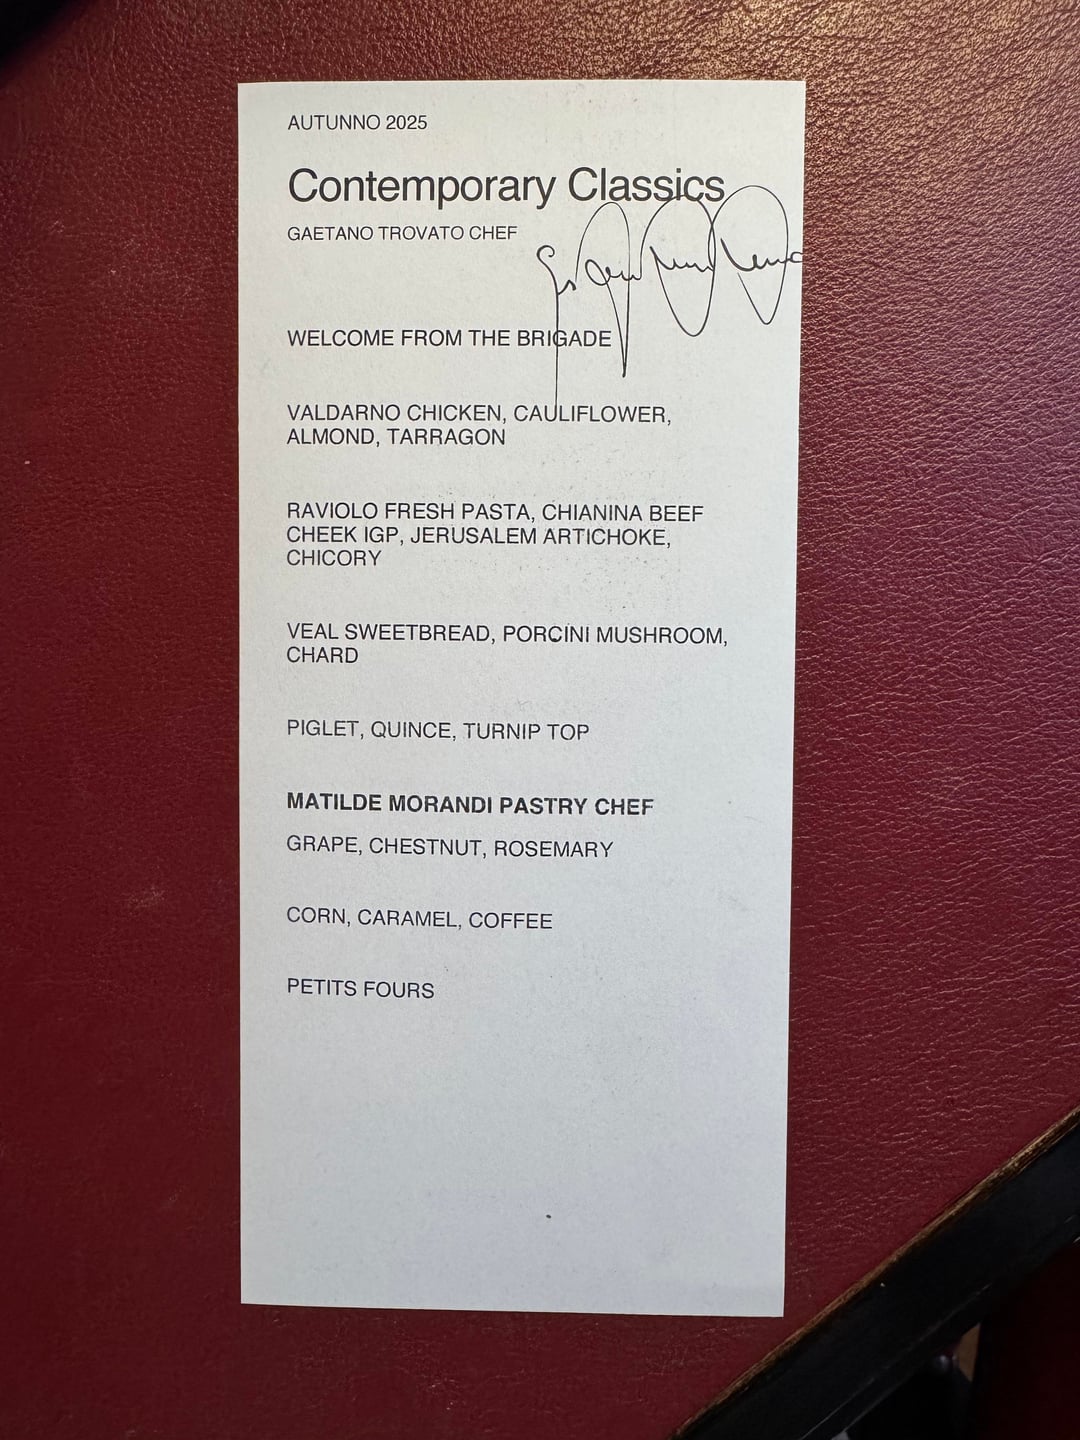 AUTUNNO 2025
Contemporary Classics
GAETANO TROVATO CHEF
WELCOME FROM THE BRIGADE
VALDARNO CHICKEN, CAULIFLOWER,
ALMOND, TARRAGON
RAVIOLO FRESH PASTA, CHIANINA BEEF
CHEEK IGP, JERUSALEM ARTICHOKE,
CHICORY
VEAL SWEETBREAD, PORCINI MUSHROOM,
CHARD
PIGLET, QUINCE, TURNIP TOP
MATILDE MORANDI PASTRY CHEF
GRAPE, CHESTNUT, ROSEMARY
CORN, CARAMEL, COFFEE
PETITS FOURS